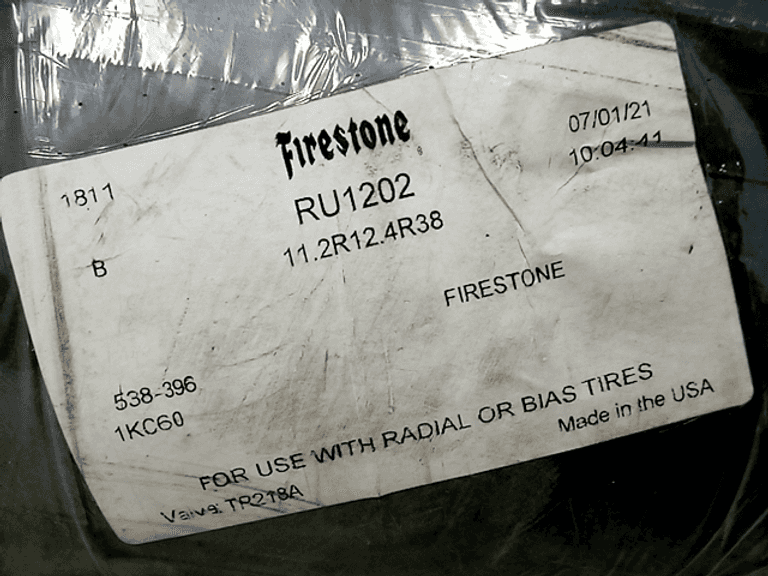 Firestone
07/01/21
10:04:41
1811
RU1202
B
11.2R12.4R38
FIRESTONE
538-396
1KC60
FOR USE WITH RADIAL OR BIAS TIRES
Made in the USA
Valve: TR218A